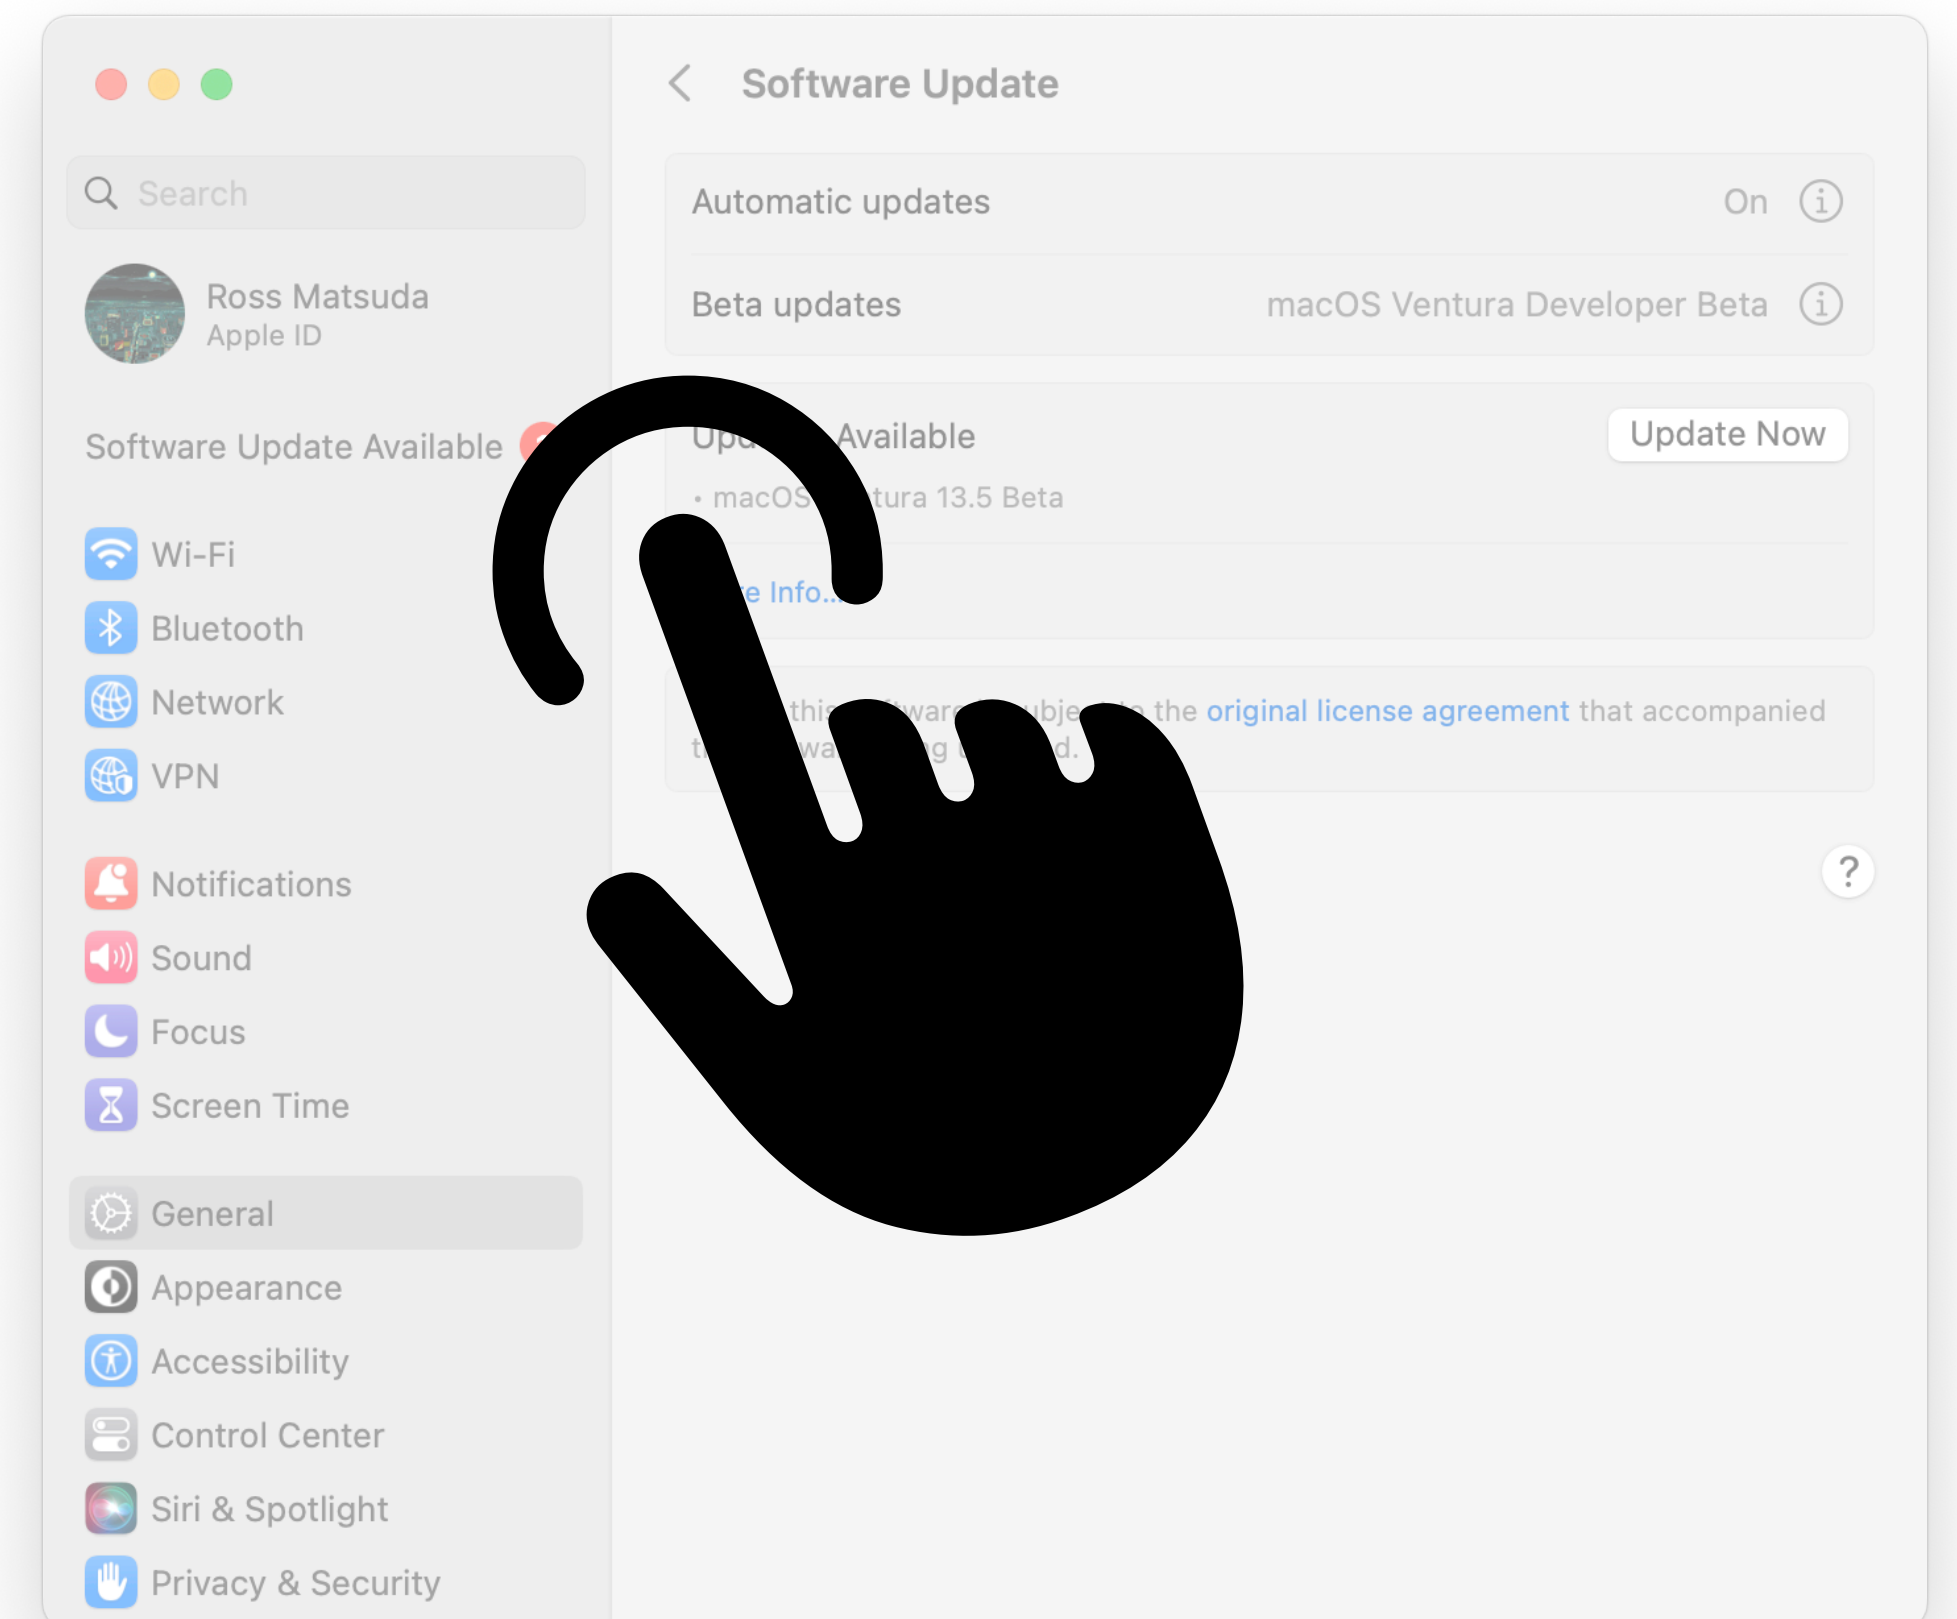 Software Update
Search
Automatic updates On
Ross Matsuda
Apple ID
Beta updates macOS Ventura Developer Beta
Software Update Available
Available
Update Now
• macOS 13.5 Beta
Wi-Fi
Info...
Bluetooth
Network
the original license agreement that accompanied
VPN
Notifications
?
Sound
Focus
Screen Time
General
Appearance
Accessibility
Control Center
Siri & Spotlight
Privacy & Security